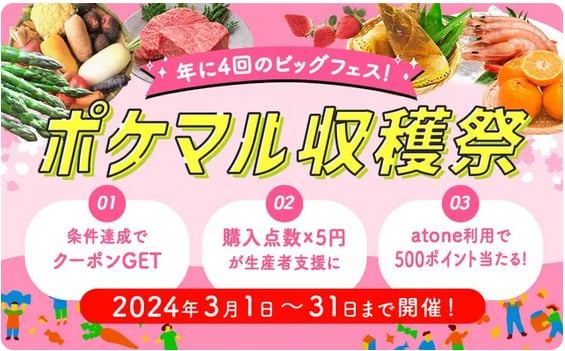 年に4回のビッグフェス!
ポケマル収穫祭
01
条件達成で
クーポンGET
02
購入点数×5円
が生産者支援に
03
atone利用で
500ポイント当たる!
2024年3月1日〜31日まで開催!